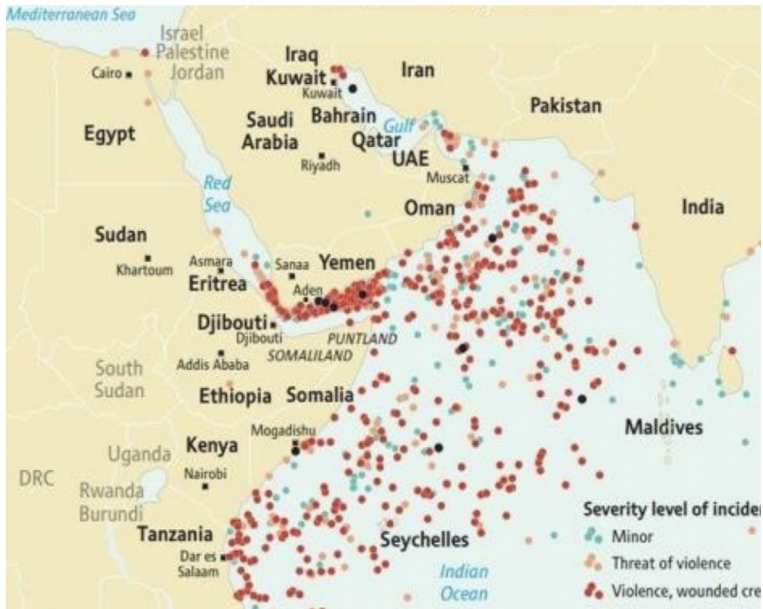 Mediterranean Sea
Israel
Palestine
Jordan
Cairo
Egypt
Iraq
Kuwait
Kuwait
Iran
Pakistan
Bahrain
Gulf
Qatar
Saudi
Arabia
Riyadh
UAE
Muscat
Oman
India
Red
Sea
Sudan
Khartoum
Asmara
Eritrea
Sanaa
Yemen
Aden
Djibouti
Djibouti
PUNTLAND
SOMALILAND
Addis Ababa
South
Sudan
Ethiopia
Somalia
Mogadishu
Maldives
Uganda
Kenya
Nairobi
DRC
Rwanda
Burundi
Tanzania
Dar es
Salaam
Seychelles
Indian
Ocean
Severity level of inciden
Minor
Threat of violence
Violence, wounded cre